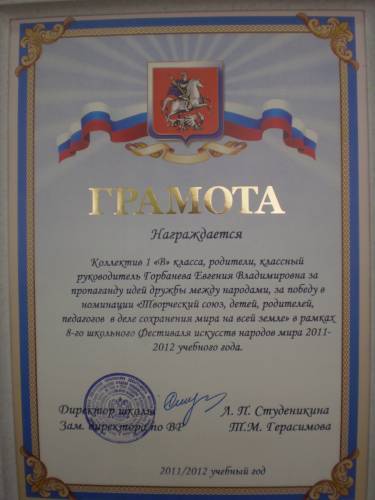 ГРАМОТА
Награждается
Коллектив 1 «В» класса, родители, классный
руководитель Горбанева Евгения Владимировна за
пропаганду идей дружбы между народами, за победу в
номинации «Творческий союз, детей, родителей,
педагогов в деле сохранения мира на всей земле» в рамках
8-го школьного Фестиваля искусств народов мира 2011-
2012 учебного года.
Директор школы Л. П. Студеникина
Зам. директора по ВР Т.М. Герасимова
2011/2012 учебный год